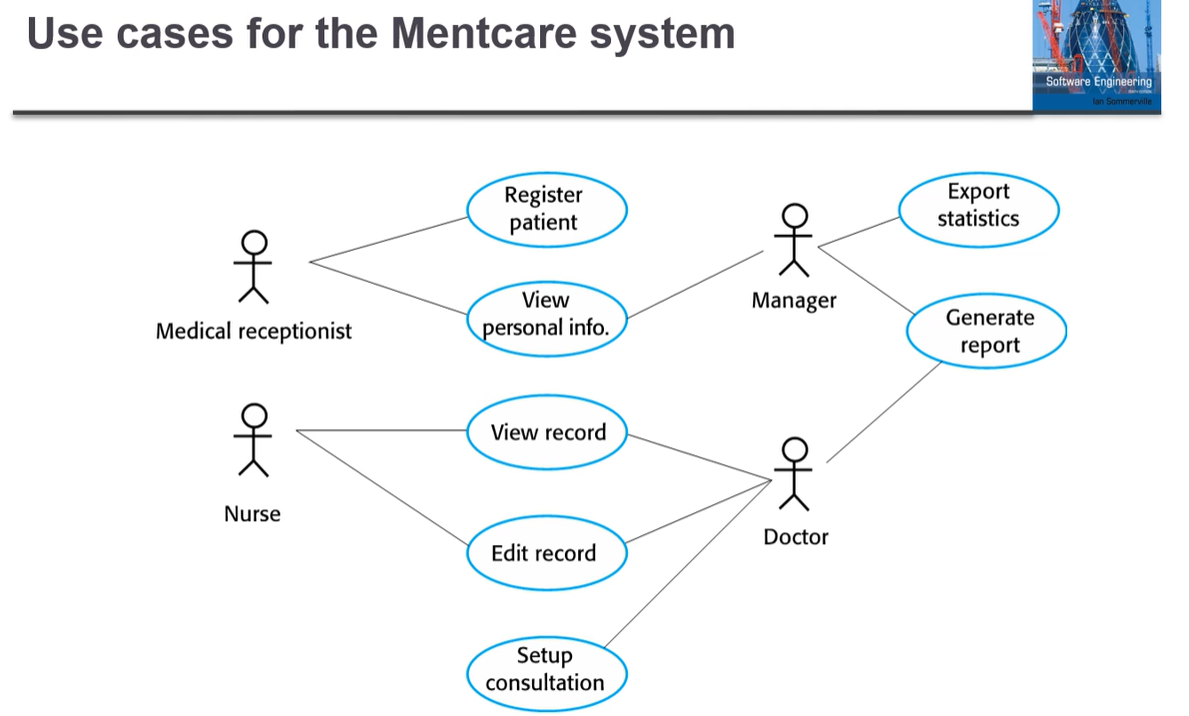 Use cases for the Mentcare system
Software Engineering
Ian Sommerville
Register
patient
Export
statistics
View
personal info.
Manager
Medical receptionist
Generate
report
View record
Nurse
Edit record
Doctor
Setup
consultation